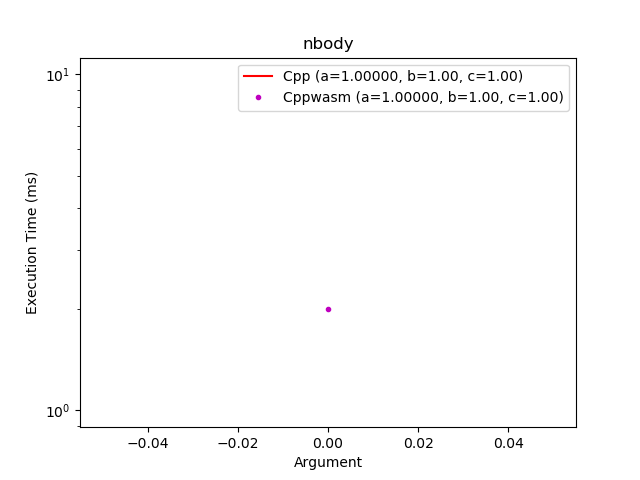 nbody
Cpp (a=1.00000, b=1.00, c=1.00)
Cppwasm (a=1.00000, b=1.00, c=1.00)
10¹
10⁰
Execution Time (ms)
−0.04
−0.02
0.00
0.02
0.04
Argument